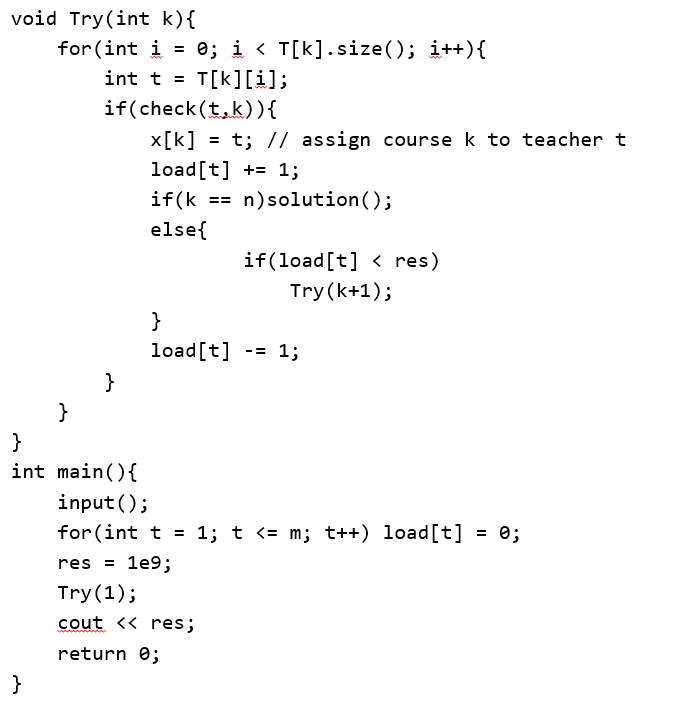 void Try(int k){
    for(int i = 0; i < T[k].size(); i++){
        int t = T[k][i];
        if(check(t,k)){
            x[k] = t; // assign course k to teacher t
            load[t] += 1;
            if(k == n)solution();
            else{
                    if(load[t] < res)
                        Try(k+1);
            }
            load[t] -= 1;
        }
    }
}
int main(){
    input();
    for(int t = 1; t <= m; t++) load[t] = 0;
    res = 1e9;
    Try(1);
    cout << res;
    return 0;
}